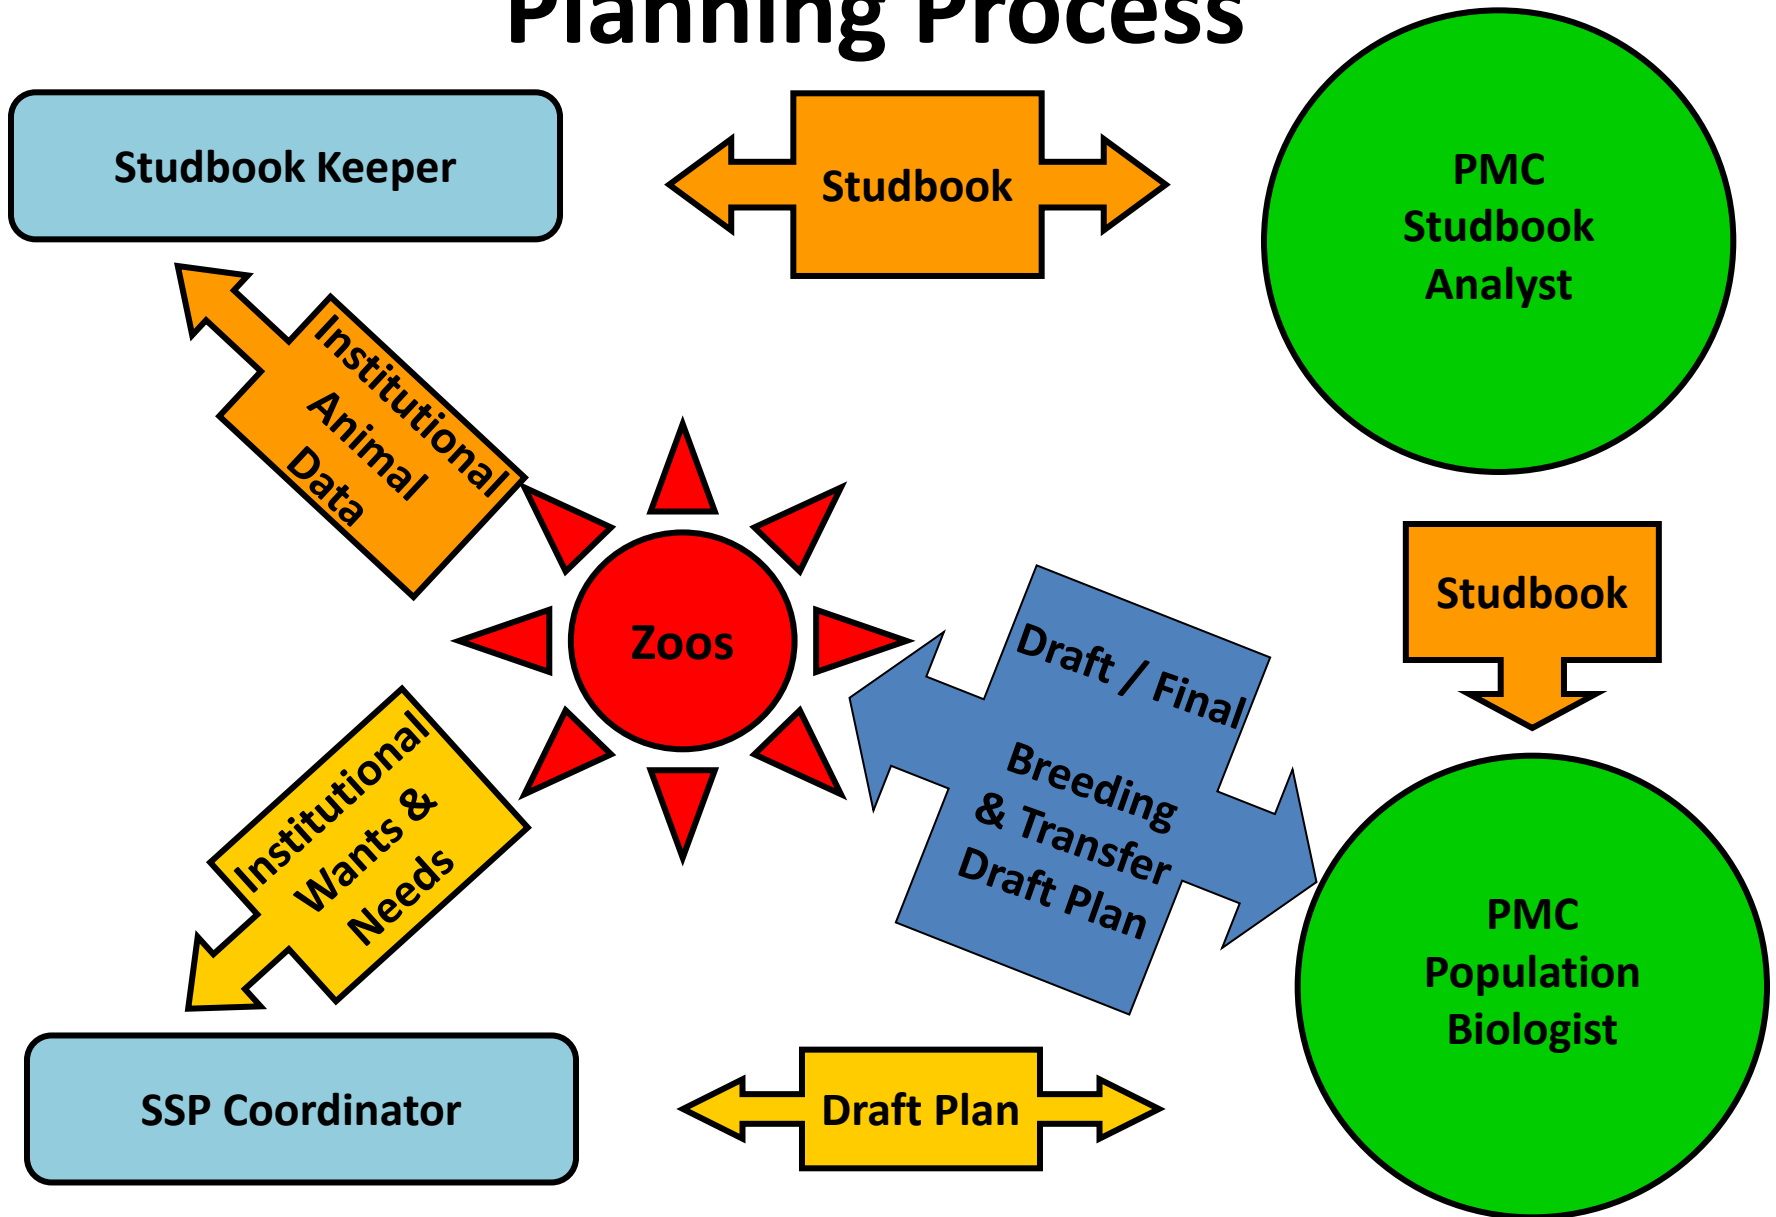 Planning Process
Studbook Keeper
Studbook
PMC
Studbook
Analyst
Institutional
Animal
Data
Zoos
Studbook
Draft / Final
Breeding
& Transfer
Draft Plan
Institutional
Wants &
Needs
PMC
Population
Biologist
SSP Coordinator
Draft Plan